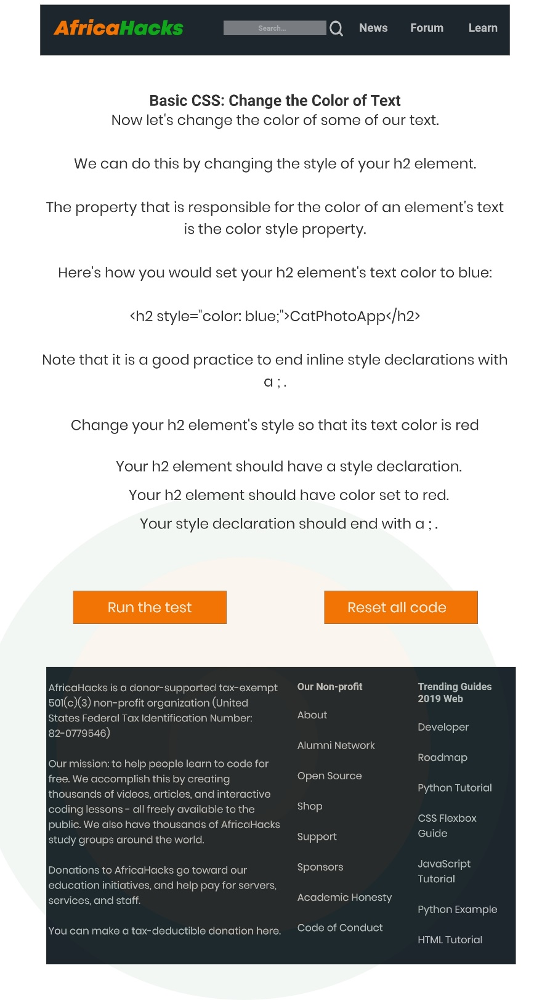 AfricaHacks
Search...
News
Forum
Learn
Basic CSS: Change the Color of Text
Now let's change the color of some of our text.
We can do this by changing the style of your h2 element.
The property that is responsible for the color of an element's text
is the color style property.
Here's how you would set your h2 element's text color to blue:
<h2 style="color: blue;">CatPhotoApp</h2>
Note that it is a good practice to end inline style declarations with
a ; .
Change your h2 element's style so that its text color is red
Your h2 element should have a style declaration.
Your h2 element should have color set to red.
Your style declaration should end with a ; .
Run the test
Reset all code
AfricaHacks is a donor-supported tax-exempt
501(c)(3) non-profit organization (United
States Federal Tax Identification Number:
82-0779546)
Our mission: to help people learn to code for
free. We accomplish this by creating
thousands of videos, articles, and interactive
coding lessons - all freely available to the
public. We also have thousands of AfricaHacks
study groups around the world.
Donations to AfricaHacks go toward our
education initiatives, and help pay for servers,
services, and staff.
You can make a tax-deductible donation here.
Our Non-profit
About
Alumni Network
Open Source
Shop
Support
Sponsors
Academic Honesty
Code of Conduct
Trending Guides
2019 Web
Developer
Roadmap
Python Tutorial
CSS Flexbox
Guide
JavaScript
Tutorial
Python Example
HTML Tutorial